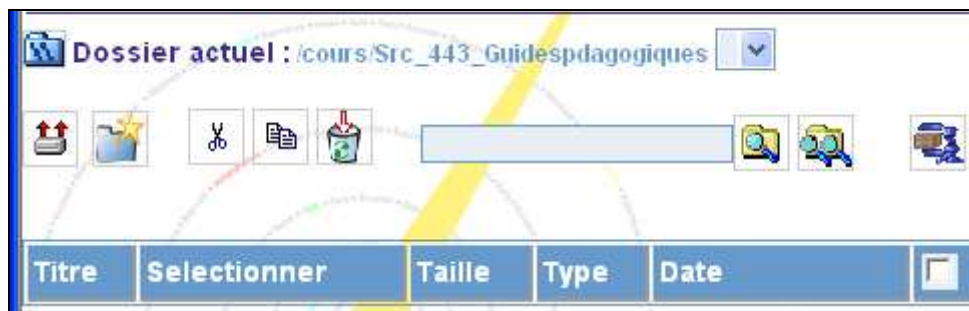 Dossier actuel : /cours/Src_443_Guidespdagogiques
Titre Selectionner Taille Type Date